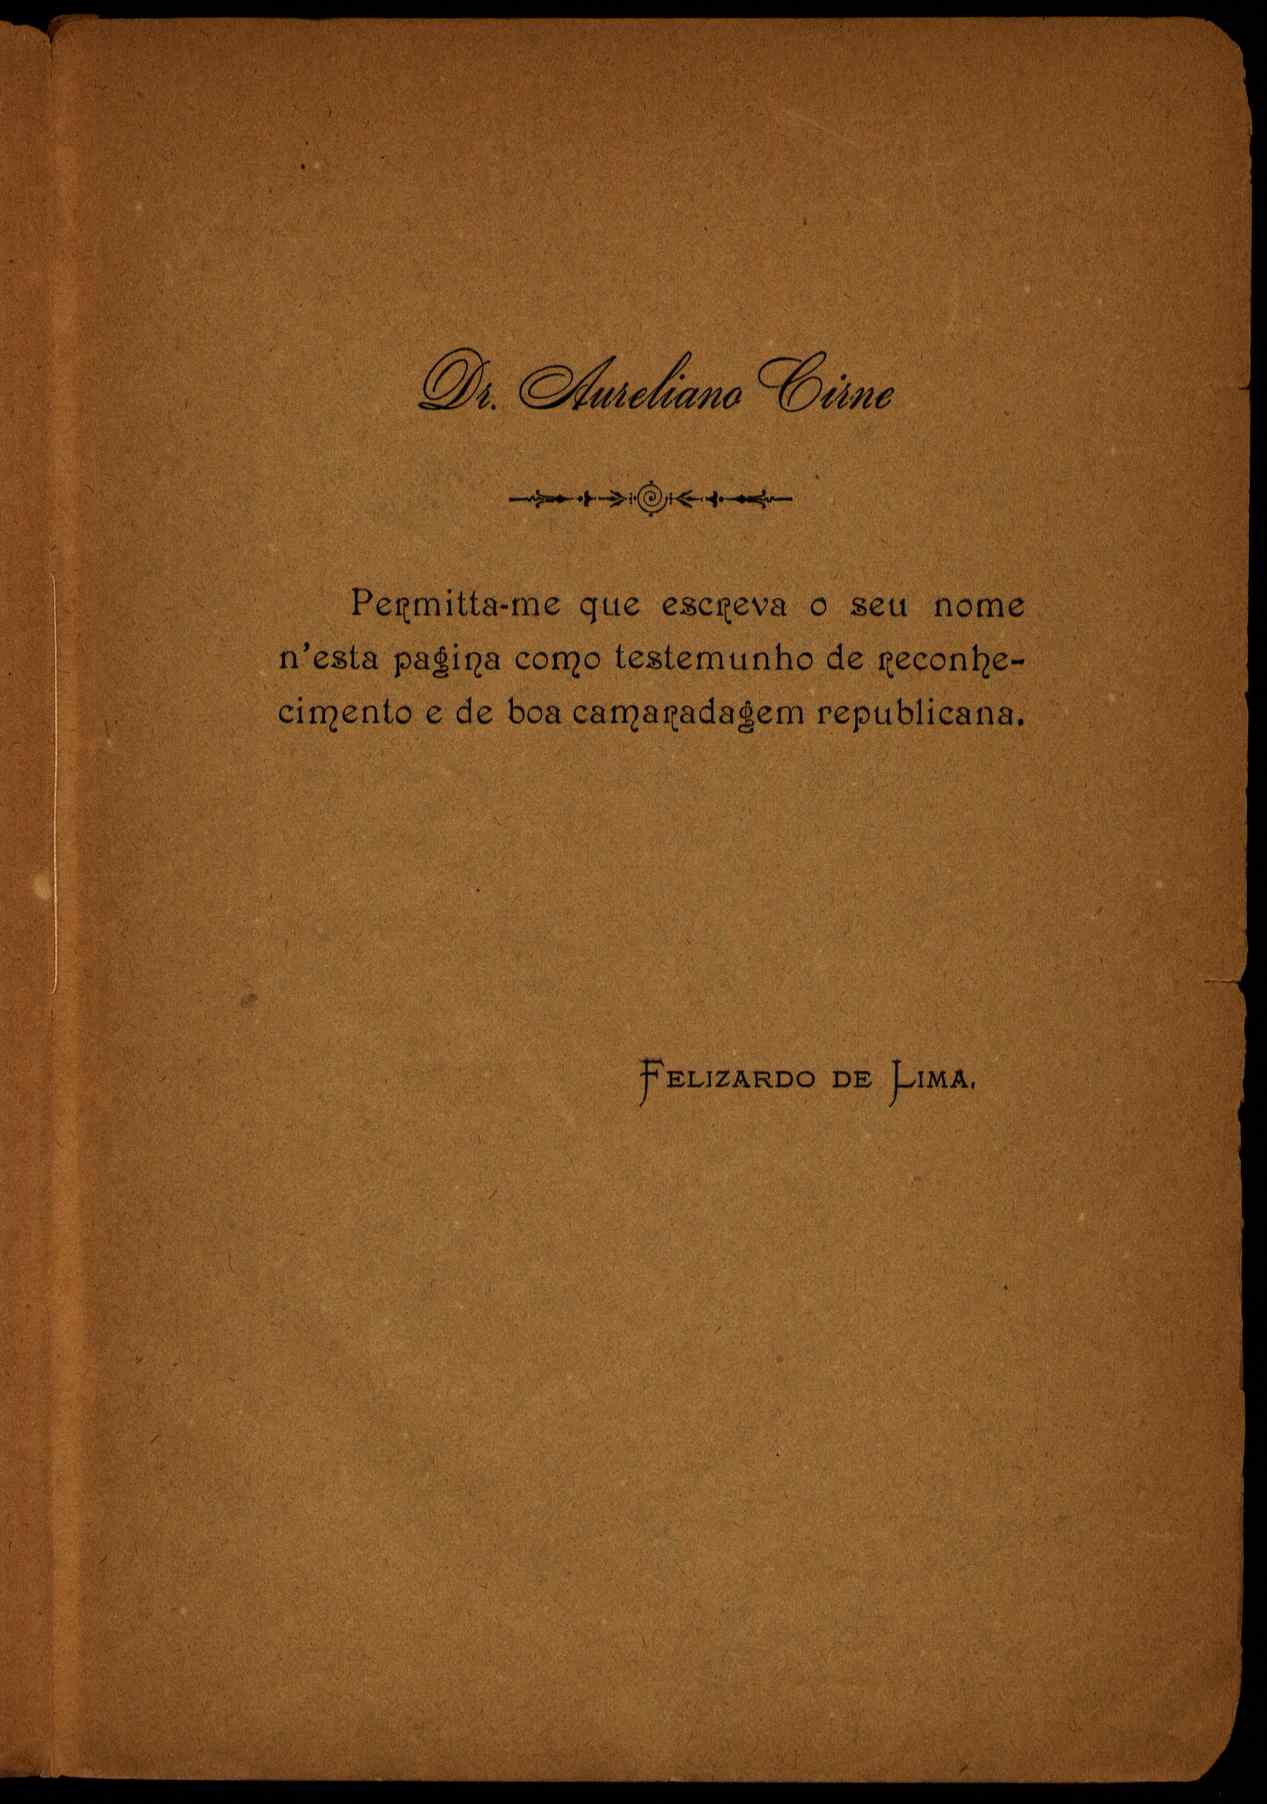 Dr. Aureliano Cirne
Permitta-me que escreva o seu nome
n'esta pagina como testemunho de reconhe-
cimento e de boa camaradagem republicana.
Felizardo de Lima.